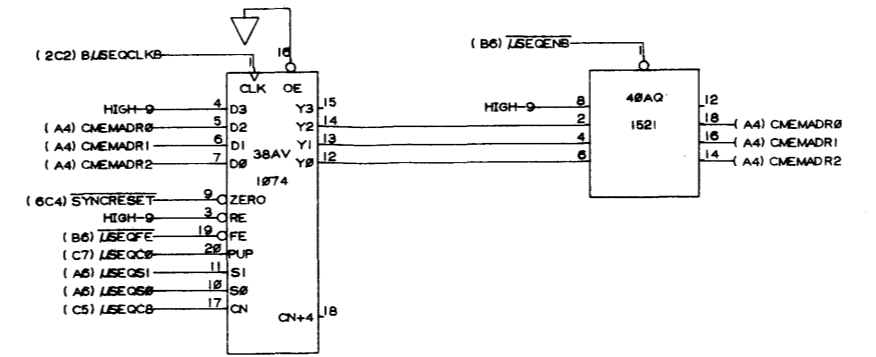 16
(B6) USEQENB
1
(2C2) BUSEQCLKB
1
CLK OE
40AQ
1521
HIGH-9 4 D3 Y3 15
HIGH-9 8
12
(A4) CMEMADR0 5 D2 Y2 14
2
18 (A4) CMEMADR0
(A4) CMEMADR1 6 D1 Y1 13
4
16 (A4) CMEMADR1
(A4) CMEMADR2 7 D0 Y0 12
6
14 (A4) CMEMADR2
38AV
1074
(6C4) SYNCRESET 9 ZERO
HIGH-9 3 RE
(B6) USEQFE 19 FE
(C7) USEQC0 20 PUP
(A6) USEQS1 11 S1
(A6) USEQS0 10 S0
(C5) USEQC8 17 CN
CN+4 18